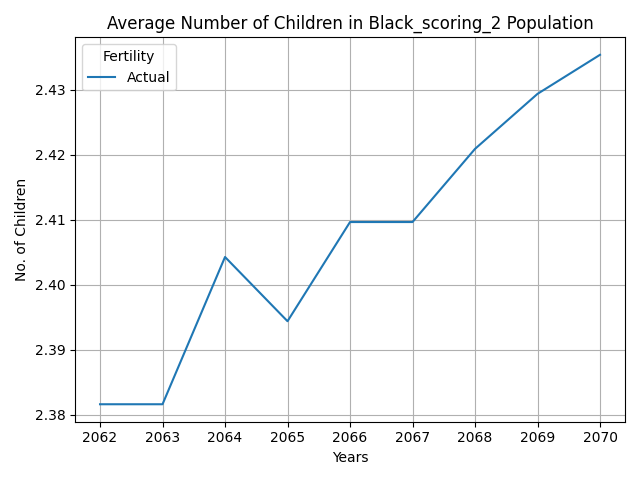 Average Number of Children in Black_scoring_2 Population
Fertility
Actual
2.43
2.42
2.41
2.40
2.39
2.38
No. of Children
2062 2063 2064 2065 2066 2067 2068 2069 2070
Years